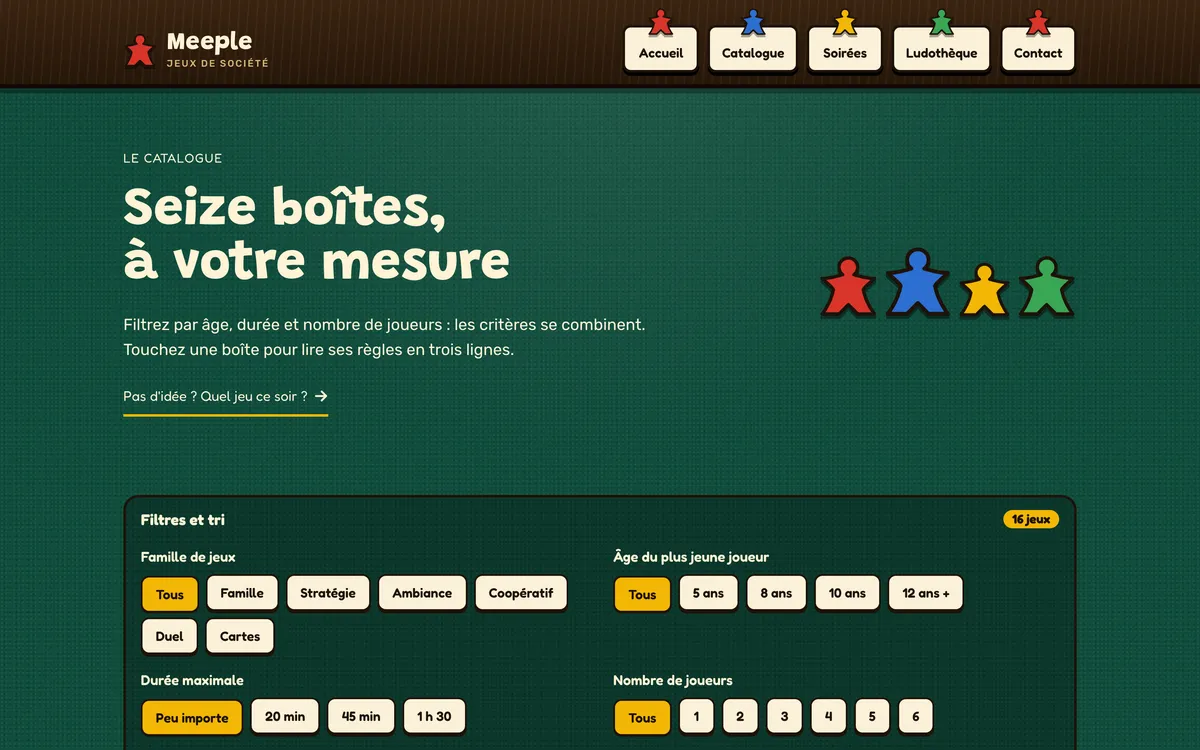 Meeple
JEUX DE SOCIÉTÉ
Accueil
Catalogue
Soirées
Ludothèque
Contact
LE CATALOGUE
Seize boîtes,
à votre mesure
Filtrez par âge, durée et nombre de joueurs : les critères se combinent.
Touchez une boîte pour lire ses règles en trois lignes.
Pas d'idée ? Quel jeu ce soir ? →
Filtres et tri
16 jeux
Famille de jeux
Tous
Famille
Stratégie
Ambiance
Coopératif
Duel
Cartes
Âge du plus jeune joueur
Tous
5 ans
8 ans
10 ans
12 ans +
Durée maximale
Peu importe
20 min
45 min
1 h 30
Nombre de joueurs
Tous
1
2
3
4
5
6